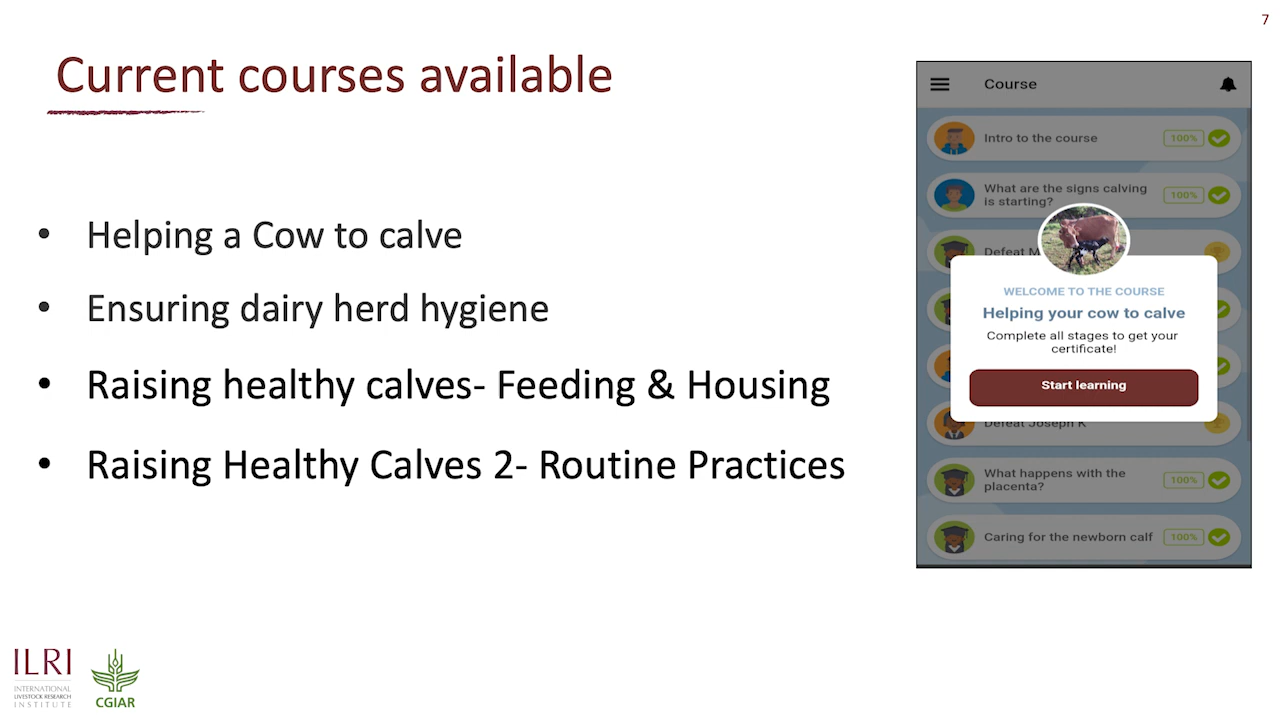 7
Current courses available
• Helping a Cow to calve
• Ensuring dairy herd hygiene
• Raising healthy calves- Feeding & Housing
• Raising Healthy Calves 2- Routine Practices
Course
Intro to the course
100%
What are the signs calving
is starting?
100%
Defeat
WELCOME TO THE COURSE
Helping your cow to calve
Complete all stages to get your
certificate!
Start learning
Defeat Joseph K
What happens with the
placenta?
100%
Caring for the newborn calf
100%
ILRI
INTERNATIONAL
LIVESTOCK RESEARCH
INSTITUTE
CGIAR